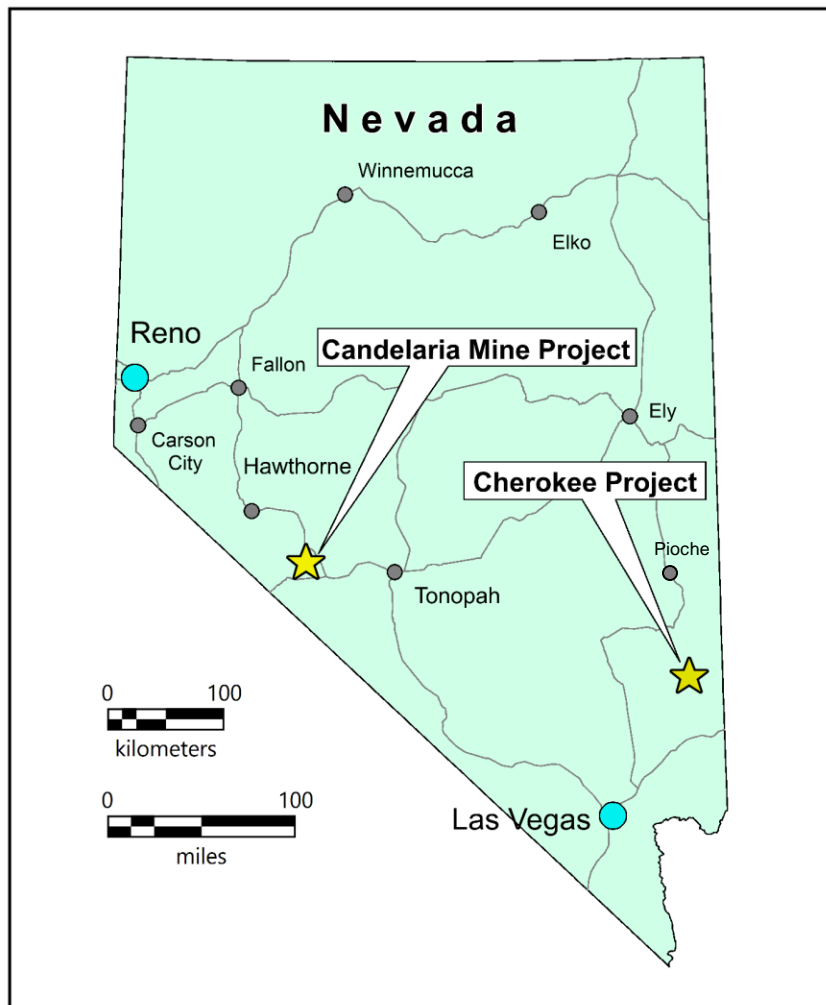 Nevada
Winnemucca
Elko
Reno
Candelaria Mine Project
Fallon
Ely
Carson
City
Hawthorne
Cherokee Project
Pioche
Tonopah
0 100
kilometers
0 100
miles
Las Vegas